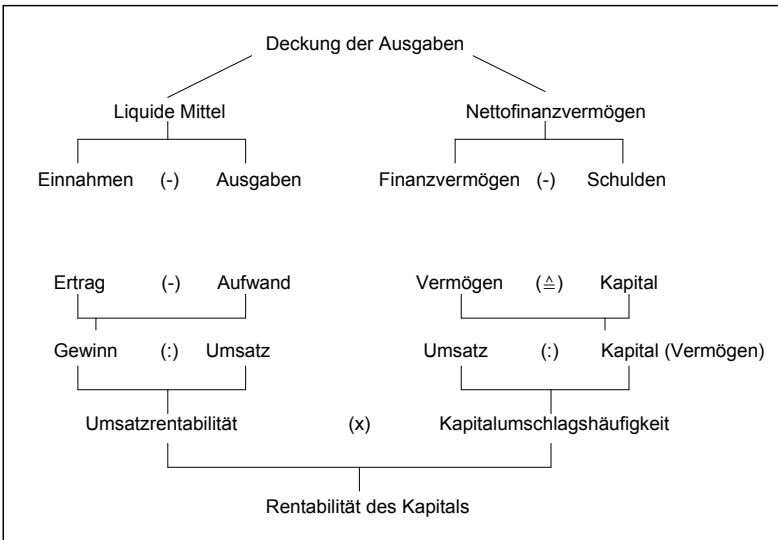 Deckung der Ausgaben
Liquide Mittel Nettofinanzvermögen
Einnahmen (-) Ausgaben Finanzvermögen (-) Schulden
Ertrag (-) Aufwand Vermögen (≙) Kapital
Gewinn (:) Umsatz Umsatz (:) Kapital (Vermögen)
Umsatzrentabilität (x) Kapitalumschlagshäufigkeit
Rentabilität des Kapitals